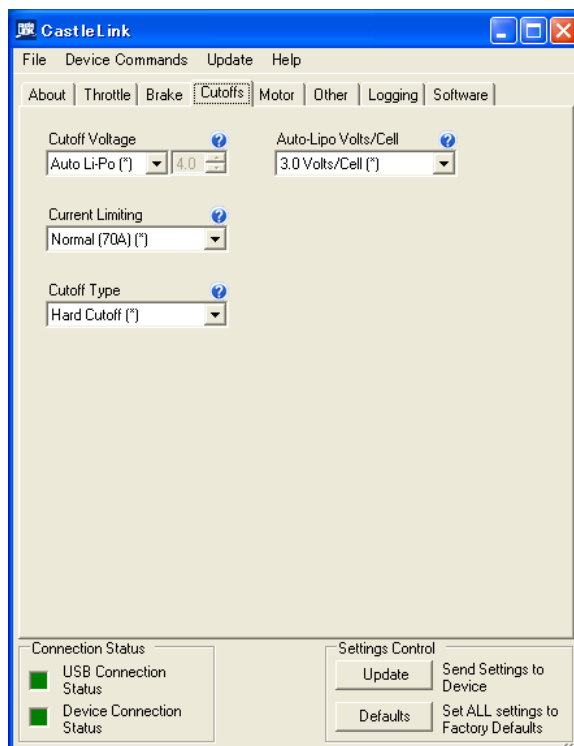 CastleLink
File Device Commands Update Help
About Throttle Brake Cutoffs Motor Other Logging Software
Cutoff Voltage Auto-Lipo Volts/Cell
Auto Li-Po (*) 4.0 3.0 Volts/Cell (*)
Current Limiting
Normal (70A) (*)
Cutoff Type
Hard Cutoff (*)
Connection Status Settings Control
USB Connection Status
Update Send Settings to Device
Device Connection Status
Defaults Set ALL settings to Factory Defaults